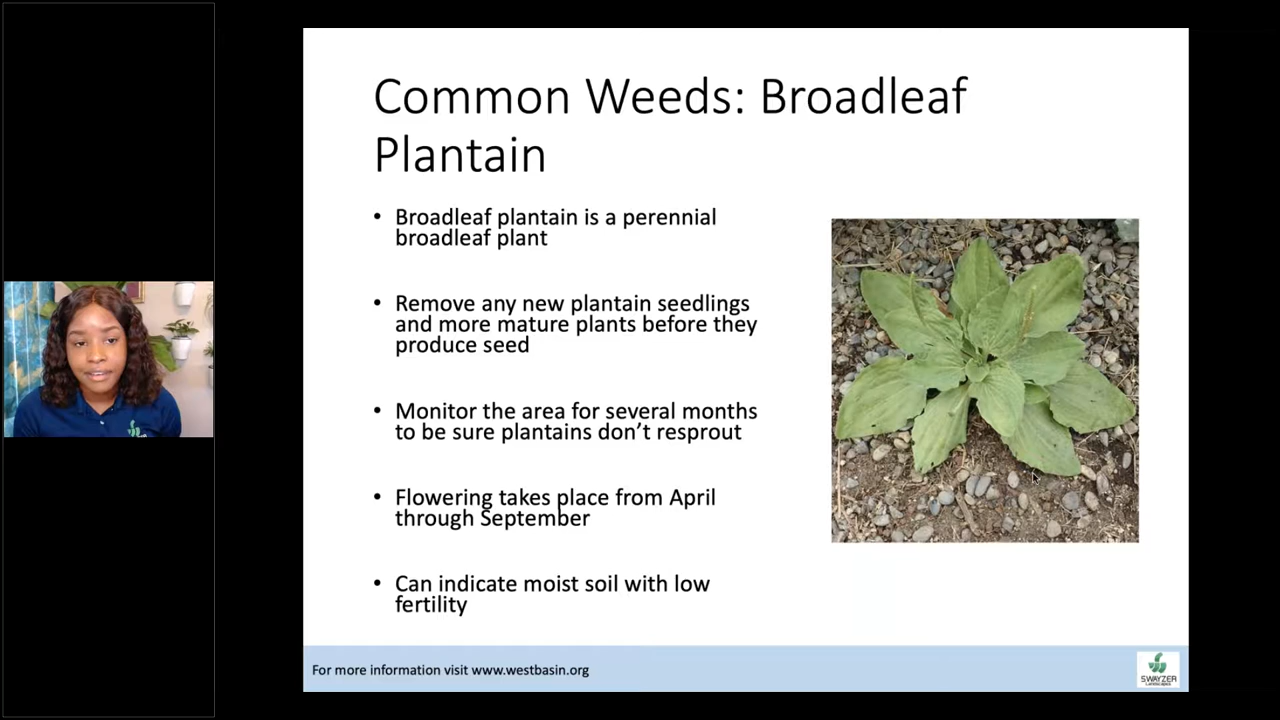 Common Weeds: Broadleaf
Plantain
• Broadleaf plantain is a perennial
broadleaf plant
• Remove any new plantain seedlings
and more mature plants before they
produce seed
• Monitor the area for several months
to be sure plantains don’t resprout
• Flowering takes place from April
through September
• Can indicate moist soil with low
fertility
For more information visit www.westbasin.org
SWAYZER